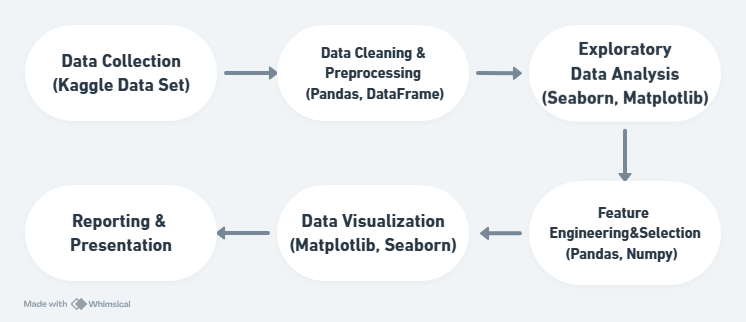 Data Collection
(Kaggle Data Set)
Data Cleaning &
Preprocessing
(Pandas, DataFrame)
Exploratory
Data Analysis
(Seaborn, Matplotlib)
Feature
Engineering&Selection
(Pandas, Numpy)
Data Visualization
(Matplotlib, Seaborn)
Reporting &
Presentation
Made with Whimsical